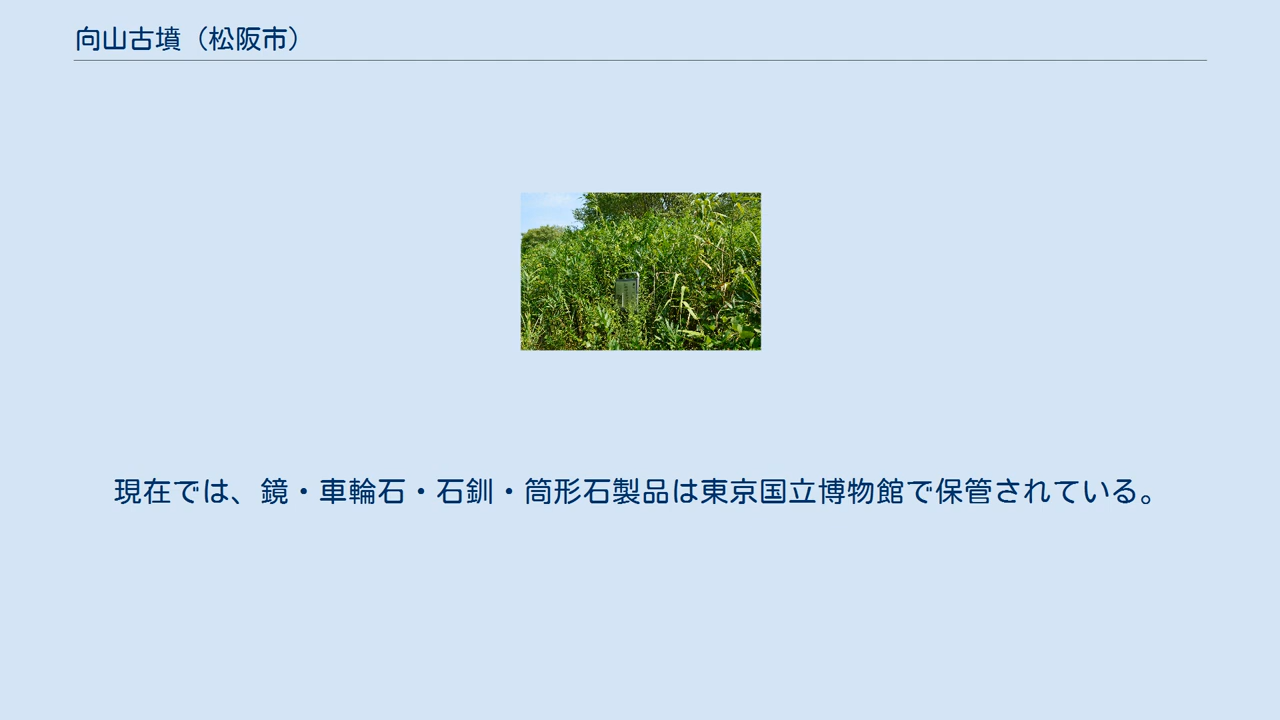 向山古墳（松阪市）
現在では、鏡・車輪石・石釧・筒形石製品は東京国立博物館で保管されている。